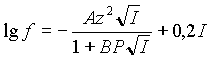 lg f = − Az²√I / (1 + BP√I) + 0,2 I